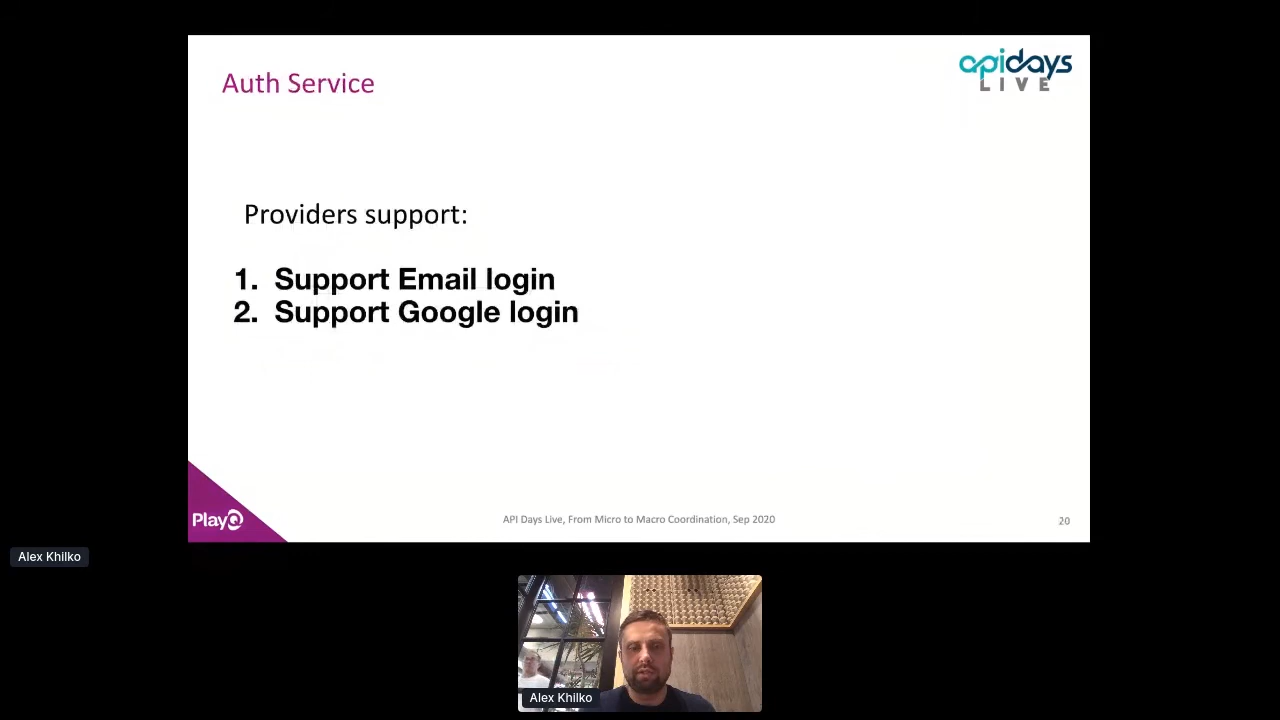 Auth Service
apidays
LIVE
Providers support:
1. Support Email login
2. Support Google login
PlayQ
API Days Live, From Micro to Macro Coordination, Sep 2020
20
Alex Khilko
Alex Khilko